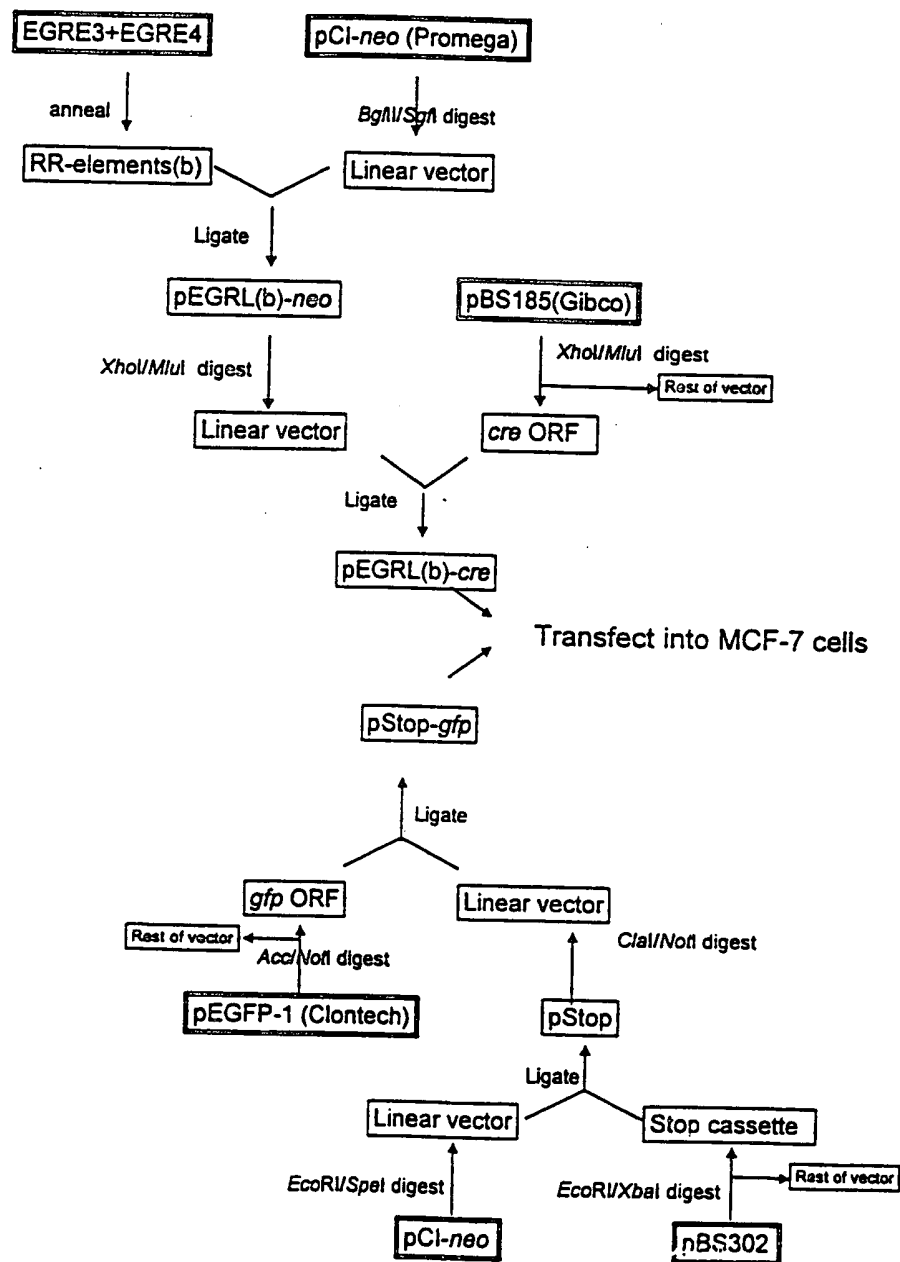 EGRE3+EGRE4
pCI-neo (Promega)
anneal
BglII/SgfI digest
RR-elements(b)
Linear vector
Ligate
pEGRL(b)-neo
pBS185(Gibco)
XhoI/MluI digest
XhoI/MluI digest
Rest of vector
Linear vector
cre ORF
Ligate
pEGRL(b)-cre
Transfect into MCF-7 cells
pStop-gfp
Ligate
gfp ORF
Linear vector
Rest of vector
AccI/NotI digest
ClaI/NotI digest
pEGFP-1 (Clontech)
pStop
Ligate
Linear vector
Stop cassette
EcoRI/SpeI digest
EcoRI/XbaI digest
Rest of vector
pCI-neo
pBS302